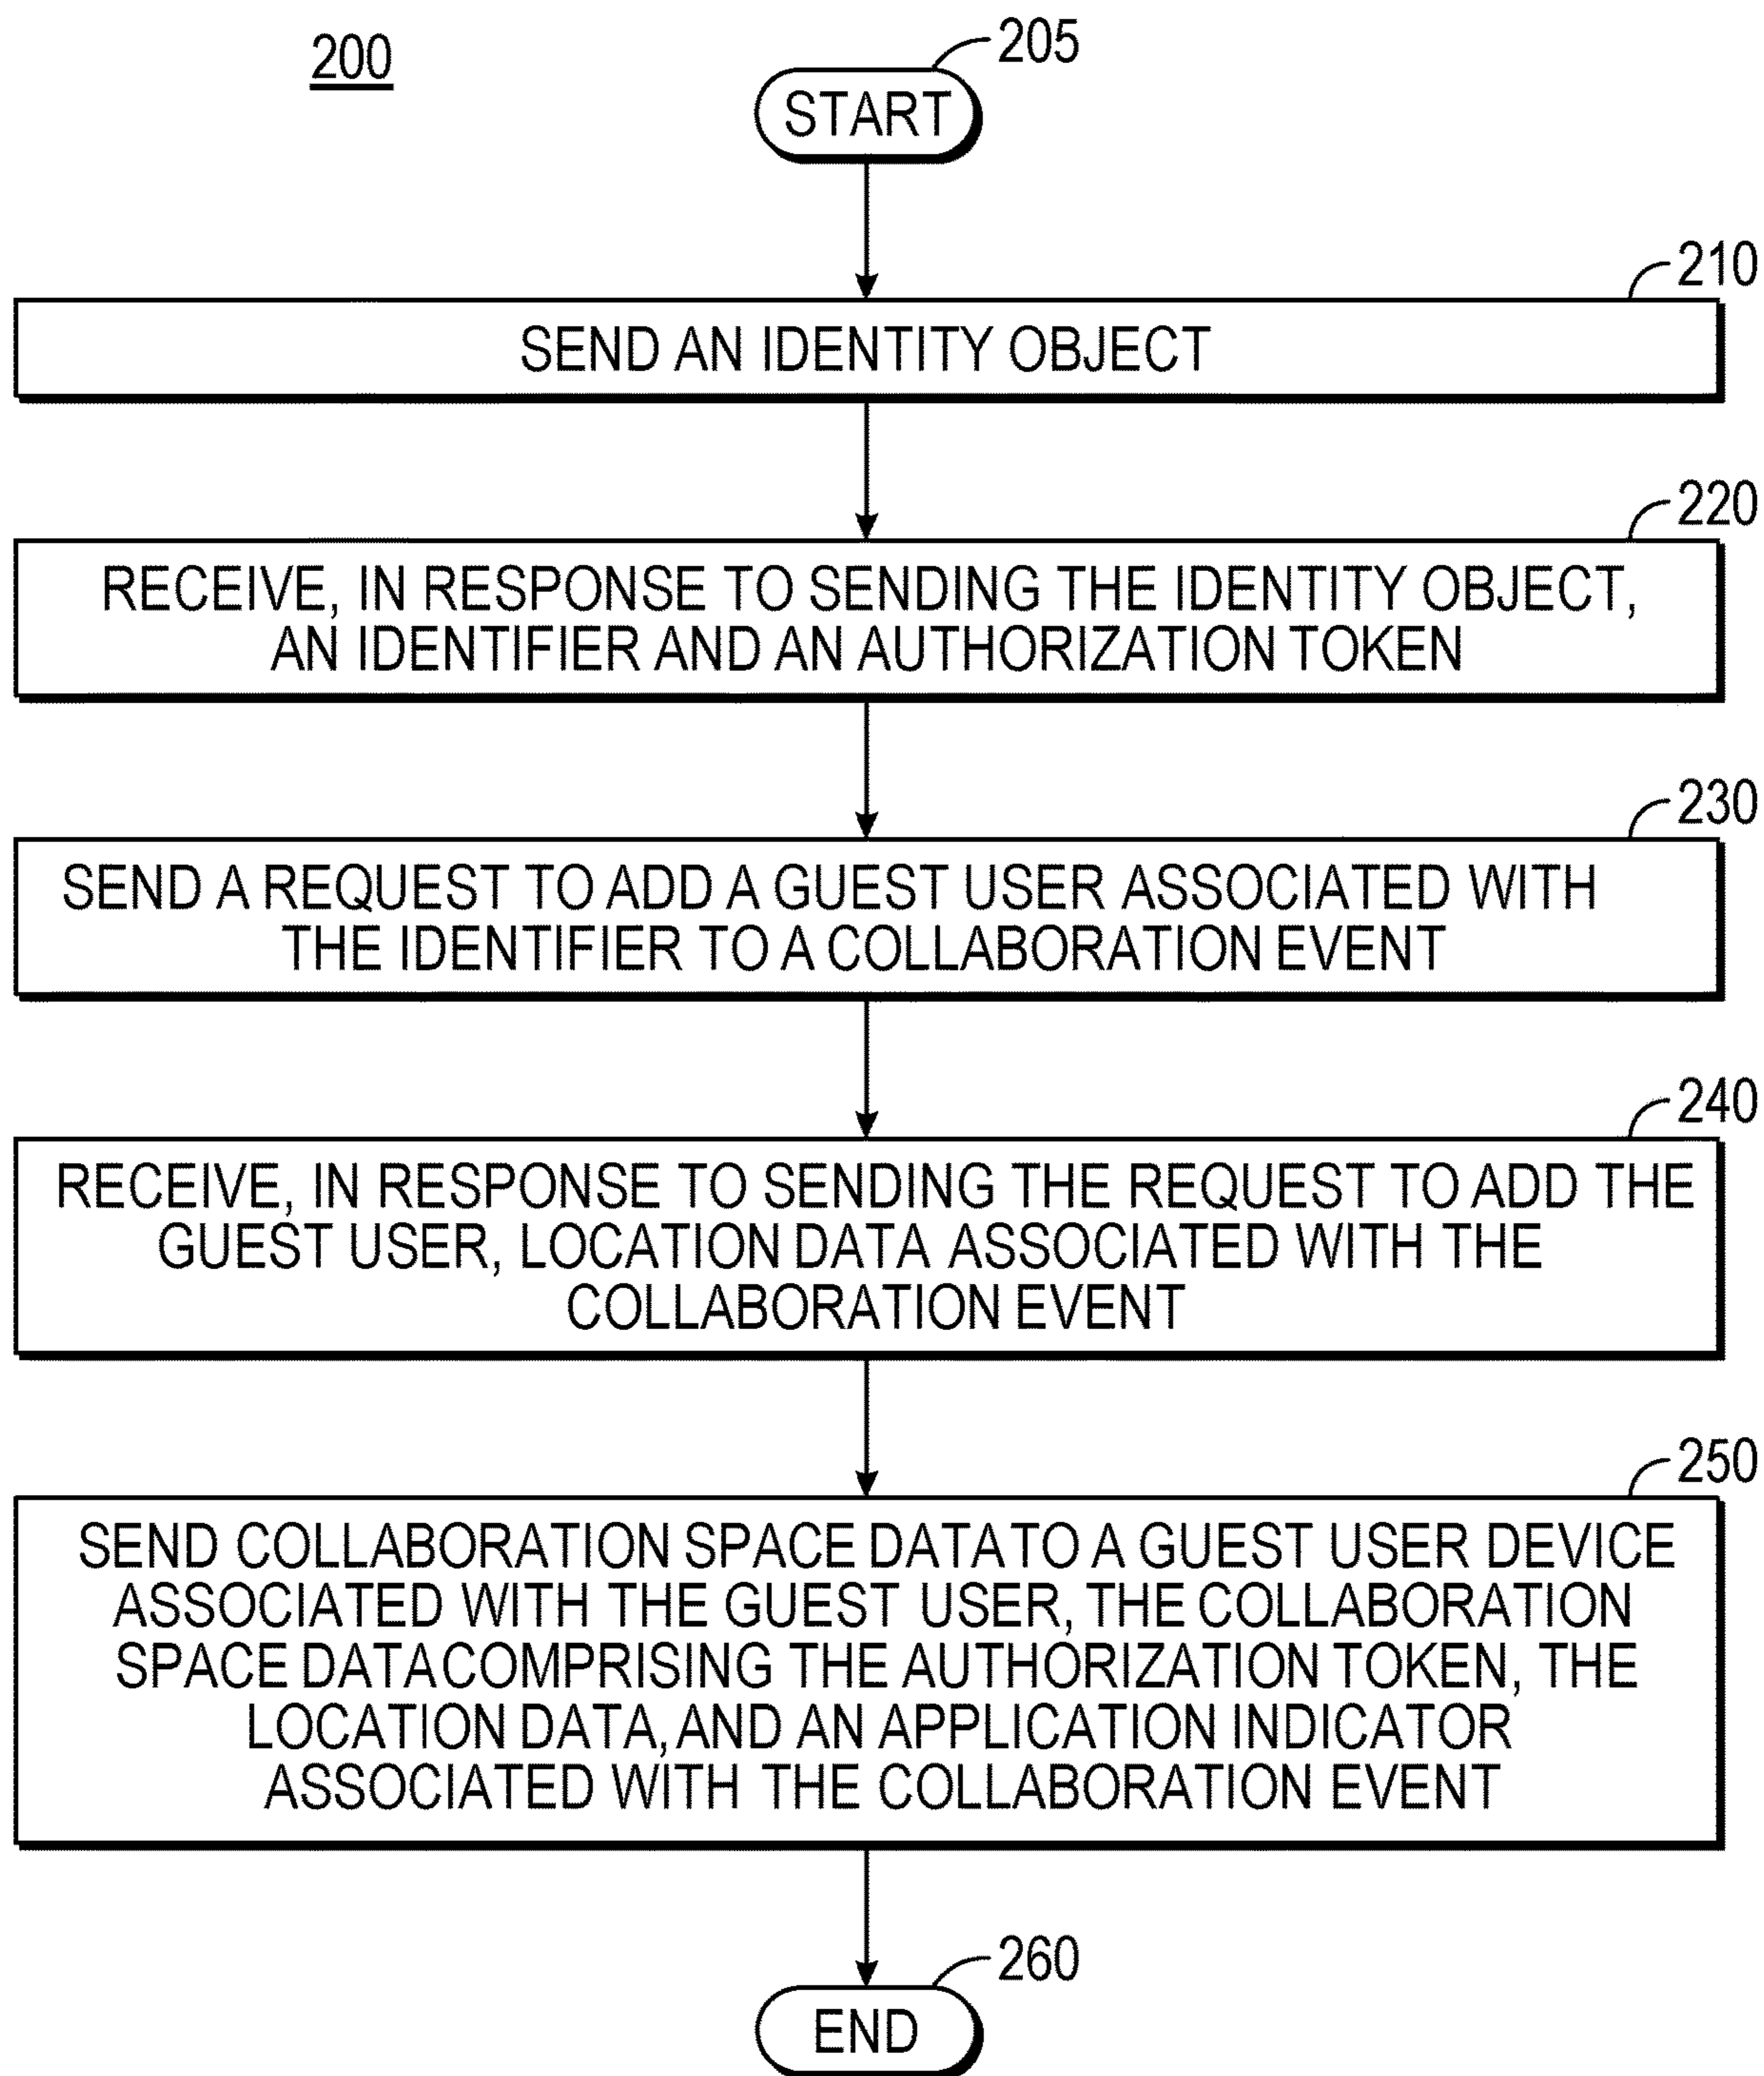 200
205
START
210
SEND AN IDENTITY OBJECT
220
RECEIVE, IN RESPONSE TO SENDING THE IDENTITY OBJECT,
AN IDENTIFIER AND AN AUTHORIZATION TOKEN
230
SEND A REQUEST TO ADD A GUEST USER ASSOCIATED WITH
THE IDENTIFIER TO A COLLABORATION EVENT
240
RECEIVE, IN RESPONSE TO SENDING THE REQUEST TO ADD THE
GUEST USER, LOCATION DATA ASSOCIATED WITH THE
COLLABORATION EVENT
250
SEND COLLABORATION SPACE DATA TO A GUEST USER DEVICE
ASSOCIATED WITH THE GUEST USER, THE COLLABORATION
SPACE DATA COMPRISING THE AUTHORIZATION TOKEN, THE
LOCATION DATA, AND AN APPLICATION INDICATOR
ASSOCIATED WITH THE COLLABORATION EVENT
260
END